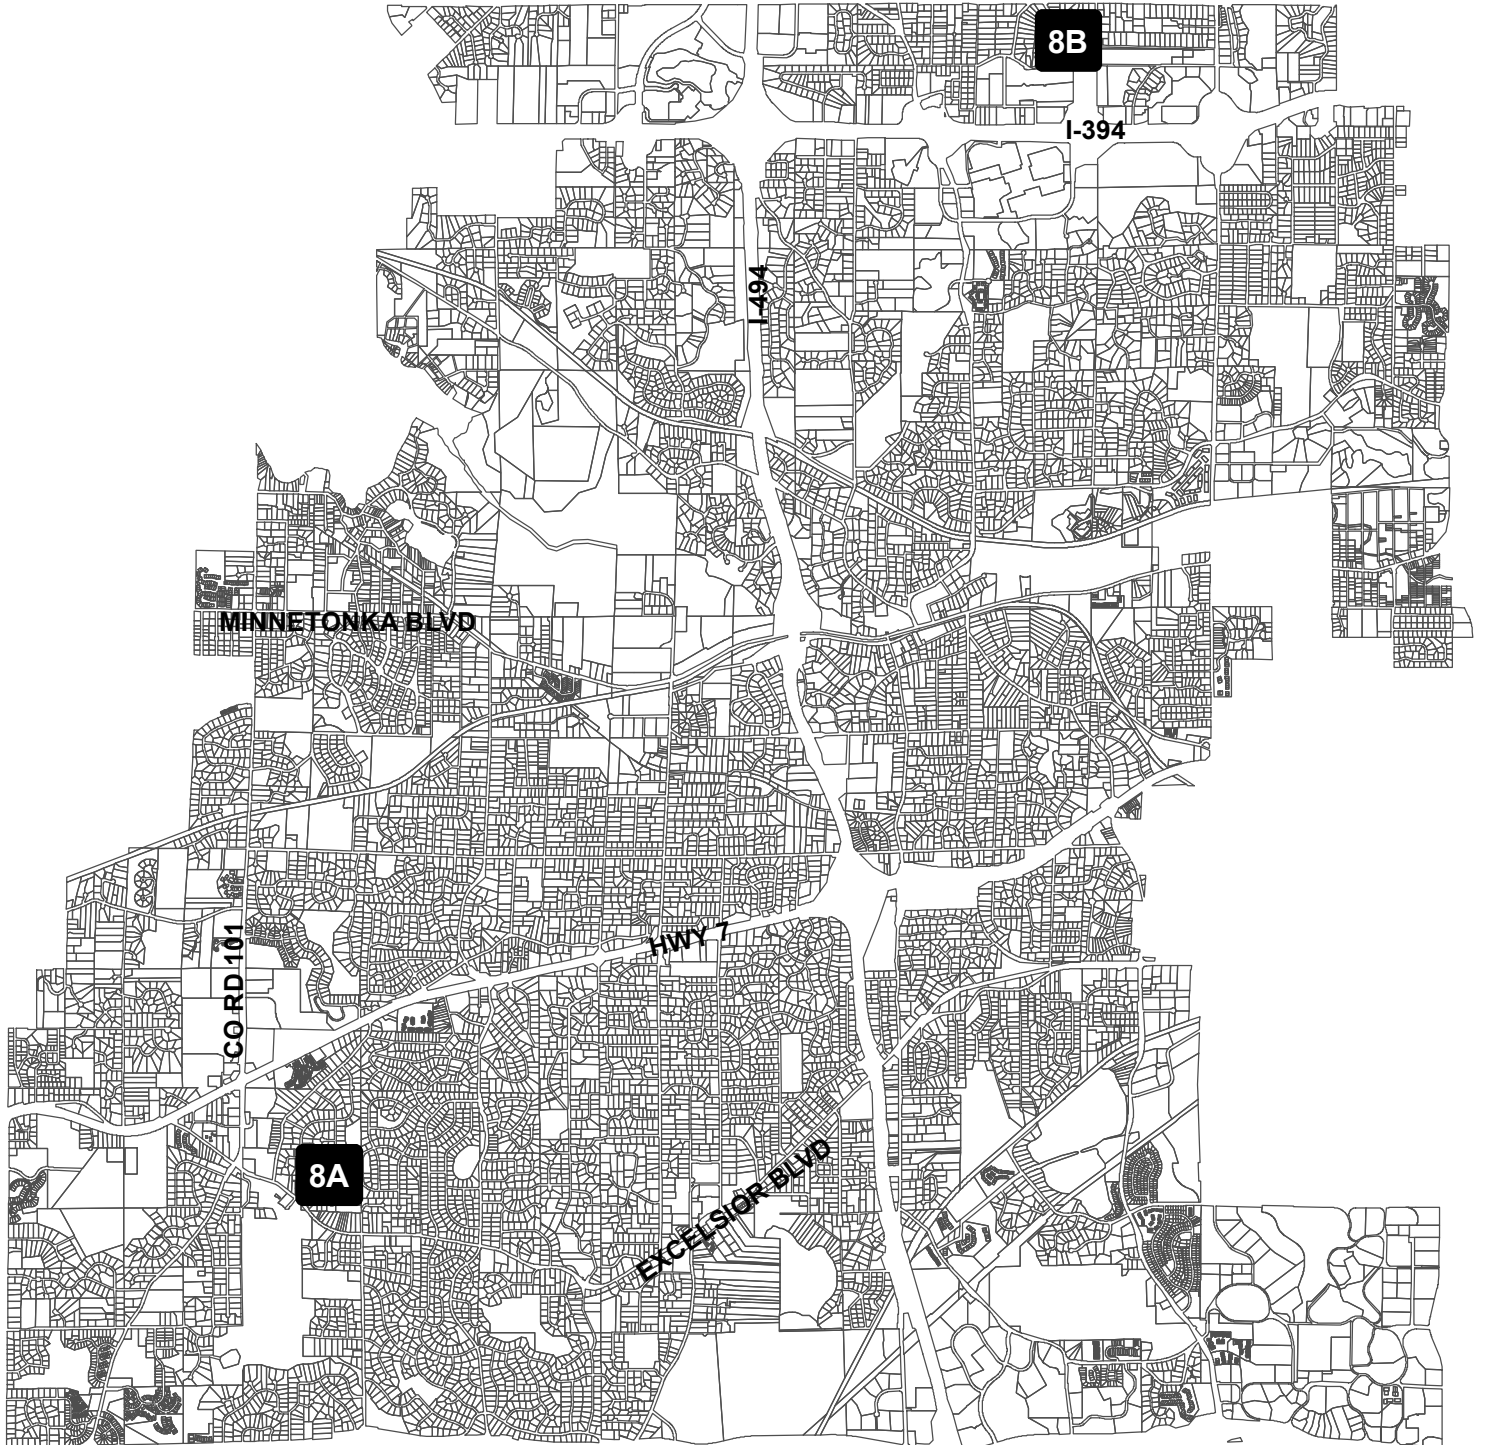 8B
I-394
I-494
MINNETONKA BLVD
HWY 7
CO RD 101
8A
EXCELSIOR BLVD